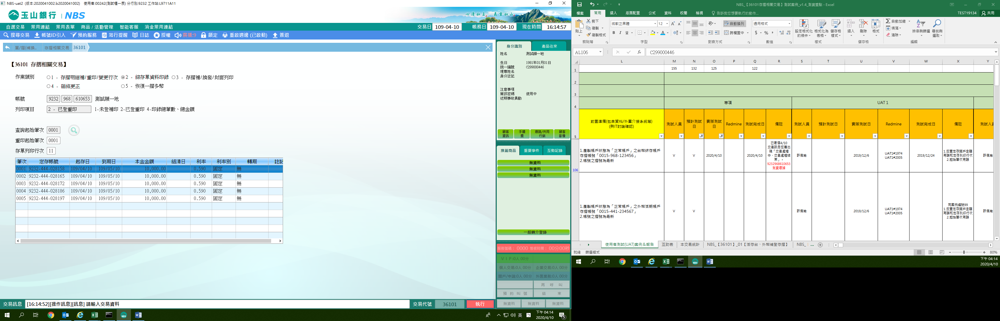 NBS-uat2 (版本:2020041002.b2020041002) 使用者:00242(測試櫃一辰) 分行別:9232 工作站:L9711A11
玉山銀行 | NBS
心清如玉 義重如山
自選交易 常用連結 常用表單 商品 / 活動管理 智能客服 消金常用連結
交易日 109-04-10 帳務日 109-04-10 現在時間 16:14:57
搜尋交易 帳號ID引入 預約服務 蒞行提醒 日誌 授權 廣播:9 鎖定 重啟週邊 (已啟動) 簽退
單/摺(補換.. 存摺相關交易 36101
【36101 存摺相關交易】
作業類別 1 - 存摺明細補/重印/變更行次 2 - 綜存單資料印錄 3 - 存摺補/換發/封面列印
4 - 磁條更正 5 - 恢復一摺多幣
帳號 9232 968 610653 測試顏一地
列印項目 2 - 已登重印 1-未登補印 2-已登重印 4-印錄總筆數、總金額
查詢起始筆次 0001
重印起始筆次 0001
存單列印行次 11
筆次 定存帳號 起存日 到期日 本金金額 結清日 利率 利率別 轉期 註記
0001 9232-444-028158 109/04/10 109/05/10 10,000.00 0.590 固定 無
0002 9232-444-028165 109/04/10 109/05/10 10,000.00 0.590 固定 無
0003 9232-444-028172 109/04/10 109/05/10 10,000.00 0.590 固定 無
0004 9232-444-028186 109/04/10 109/05/10 10,000.00 0.590 固定 無
0005 9232-444-028197 109/04/10 109/05/10 10,000.00 0.590 固定 無
身分識別 產品往來
姓名 測試顏一地
生日 1981年01月01日
統一編號 C299000446
理專姓名
身分註記
注意事項
簡訊密碼 使用中
近期事故異動
顧客資訊 手續費 通路/共同行銷 顧客影像
推薦商品 重要事件 互動記錄
無資料
無資料
無資料
一般轉介登錄
服務號碼: 0000 等候時間: 00分00秒
V I P:0人 00分
個人交易:0人 00分 企業交易:0人 00分
開戶/申請:0人 00分 外匯業務:0人 00分
再 呼 叫
預 約 叫 號 結 束
無資料 無資料 無資料
交易訊息 [16:14:52][操作訊息][訊息] 請輸入交易資料 交易代號 36101 執行
英 下午 04:14
2020/4/10 5
NBS_【36101存摺相關交易】測試案例_v1.4_測資盤點 - Excel
檔案 常用 插入 版面配置 公式 資料 校閱 檢視 告訴我您想要執行的動作... TEST19134 共用
貼上 剪下 複製 複製格式 微軟正黑體 12 B I U 自動換列 跨欄置中 通用格式 $ % 設定格式化的條件 格式化為表格 儲存格樣式 插入 刪除 格式 自動加總 填滿 清除 排序與篩選 尋找與選取
剪貼簿 字型 對齊方式 數值 樣式 儲存格 編輯
AL106 fx C299000446
L M N O P Q R S T U V W X Y
1 155 132 125 122
2
3
4 專項 UAT 1
5 前置準備(包含資料/外圍介接系統等)
(與IT討論確認) 測試人員 預計測試日 實際測試日 Redmine 測試完成日 備註 測試人員 預計測試日 實際測試日 Redmine 測試完成日 備註 測試人員
106 1.產製帳戶狀態為「正常帳戶」之台幣綜存帳戶
存摺帳號「0015-968-123456」
2.帳號之摺號為最新 V V 2020/4/10 2020/4/10
已寄信4/10
交易訊息反覆出
現「交易處理
中、交易處理結
束」。
9232968610653
測資壞掉
許佩瑜 2019/12/6 UAT1#1974
UAT1#2005 2019/12/24
1.反查定存歸戶金額
有誤和定存列印行次
2.起始筆次有誤
許佩瑜
1.產製帳戶狀態為「正常帳戶」之外幣活期帳戶
存摺帳號「0015-441-234567」
2.帳號之摺號為最新 V V
許佩瑜 2019/12/6 UAT1#1974
UAT1#2005
同案例編號99
1.反查定存歸戶金額
有誤和定存列印行次
2.起始筆次有誤
許佩瑜
使用者測試(UAT)案例&報告 互助表 本交易統計 NBS_【36101】_01【活存台、外幣補登存摺】 NBS_ ...
就緒 篩選模式 80%
下午 04:14
2020/4/10